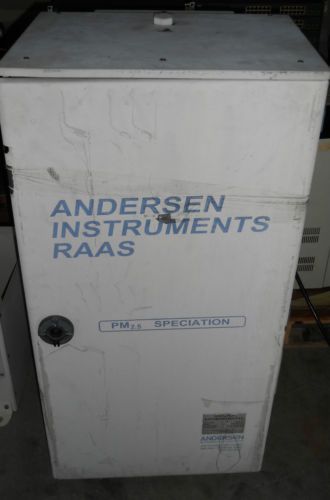 ANDERSEN
INSTRUMENTS
RAAS
PM2.5 SPECIATION
ANDERSEN